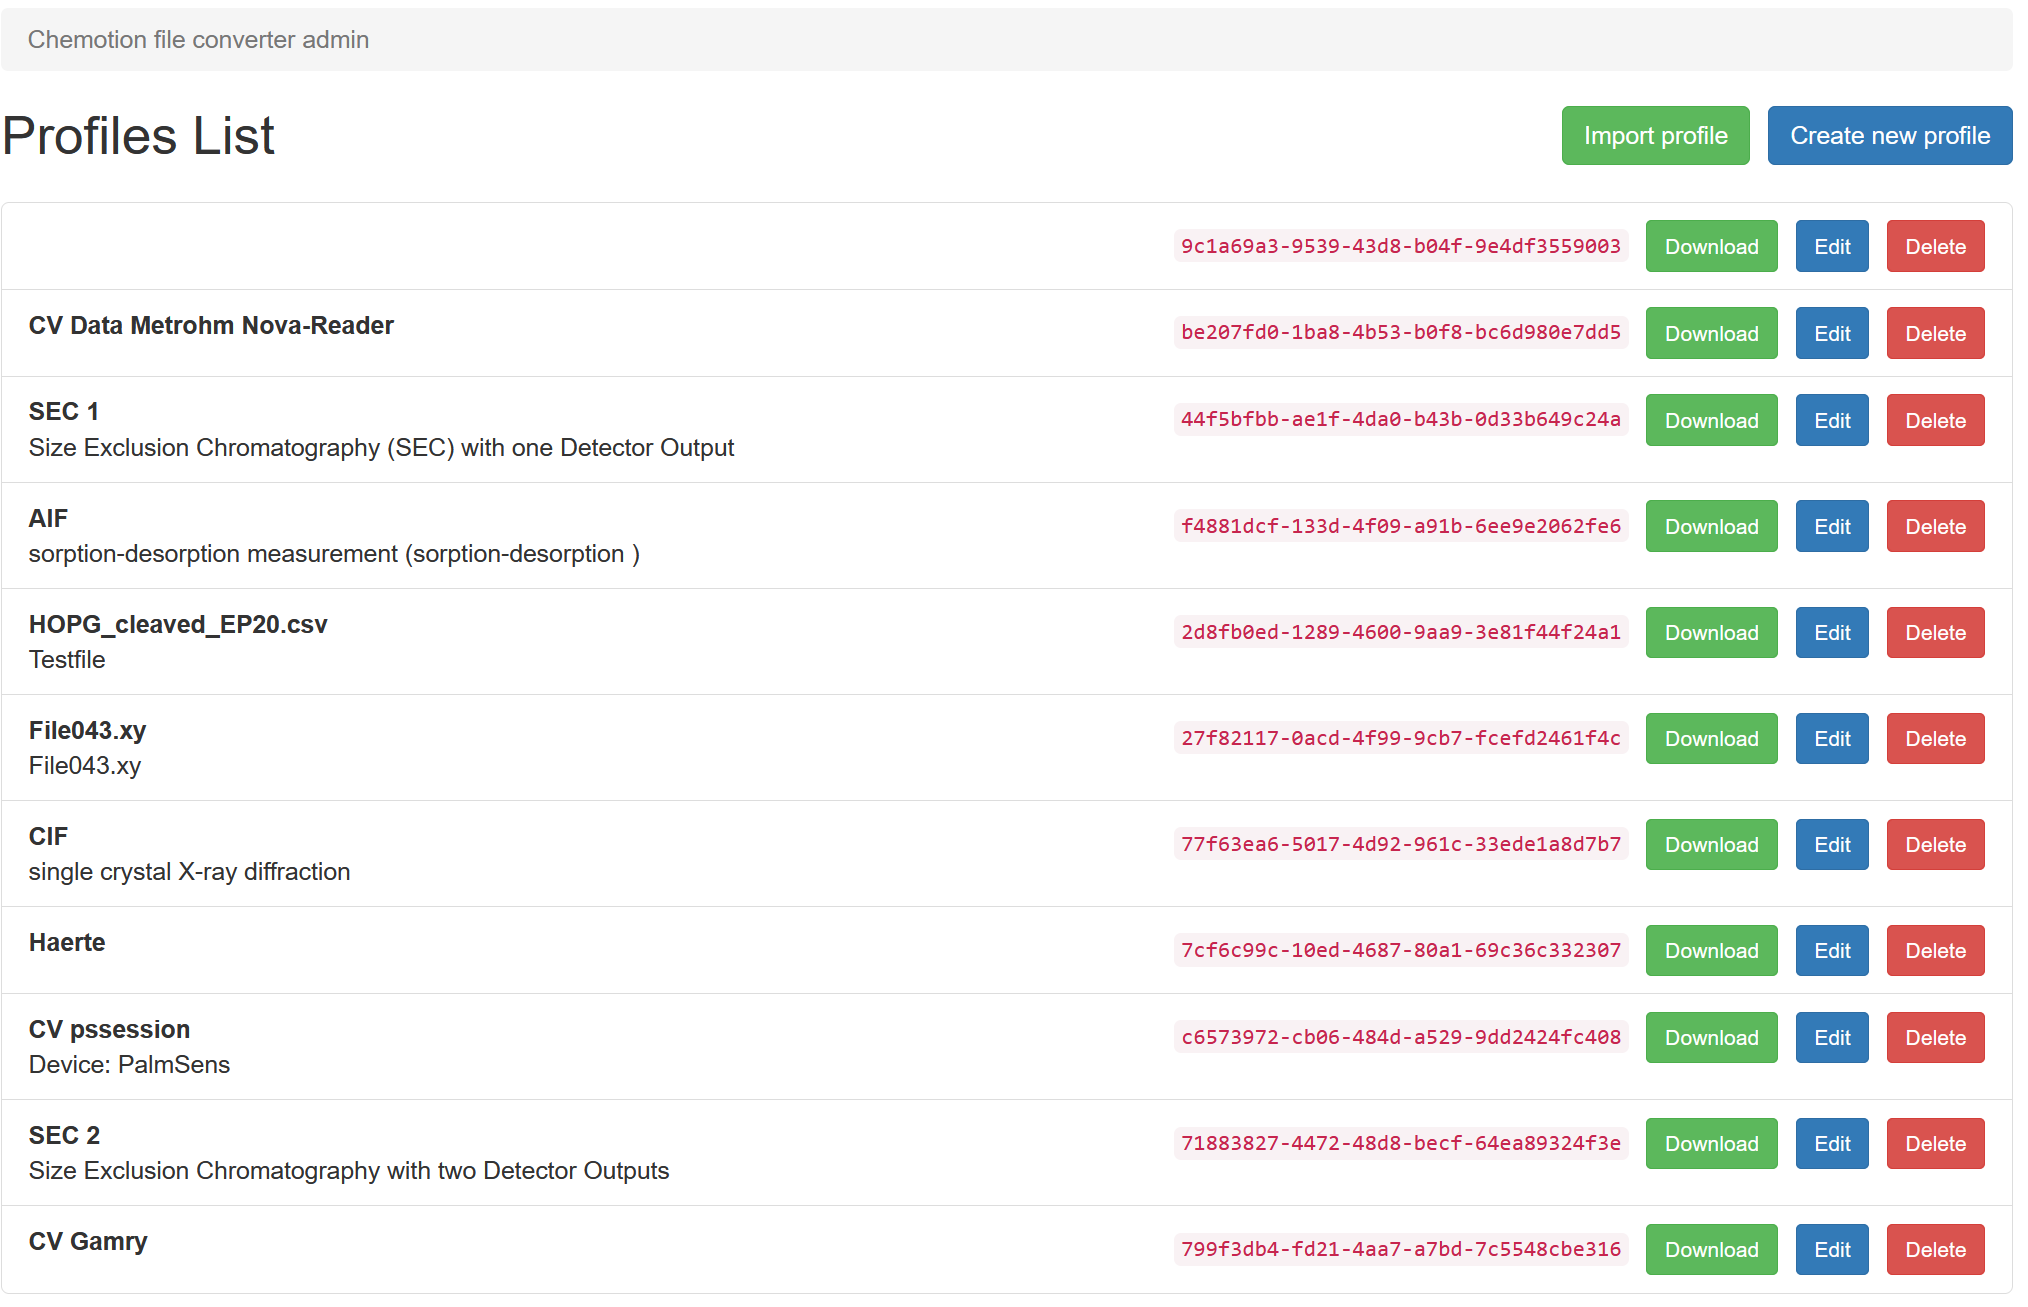 Chemotion file converter admin
Profiles List
Import profile
Create new profile
9c1a69a3-9539-43d8-b04f-9e4df3559003 Download Edit Delete
CV Data Metrohm Nova-Reader
be207fd0-1ba8-4b53-b0f8-bc6d980e7dd5 Download Edit Delete
SEC 1
44f5bfbb-ae1f-4da0-b43b-0d33b649c24a Download Edit Delete
Size Exclusion Chromatography (SEC) with one Detector Output
AIF
f4881dcf-133d-4f09-a91b-6ee9e2062fe6 Download Edit Delete
sorption-desorption measurement (sorption-desorption )
HOPG_cleaved_EP20.csv
2d8fb0ed-1289-4600-9aa9-3e81f44f24a1 Download Edit Delete
Testfile
File043.xy
27f82117-0acd-4f99-9cb7-fcefd2461f4c Download Edit Delete
File043.xy
CIF
77f63ea6-5017-4d92-961c-33ede1a8d7b7 Download Edit Delete
single crystal X-ray diffraction
Haerte
7cf6c99c-10ed-4687-80a1-69c36c332307 Download Edit Delete
CV pssession
c6573972-cb06-484d-a529-9dd2424fc408 Download Edit Delete
Device: PalmSens
SEC 2
71883827-4472-48d8-becf-64ea89324f3e Download Edit Delete
Size Exclusion Chromatography with two Detector Outputs
CV Gamry
799f3db4-fd21-4aa7-a7bd-7c5548cbe316 Download Edit Delete